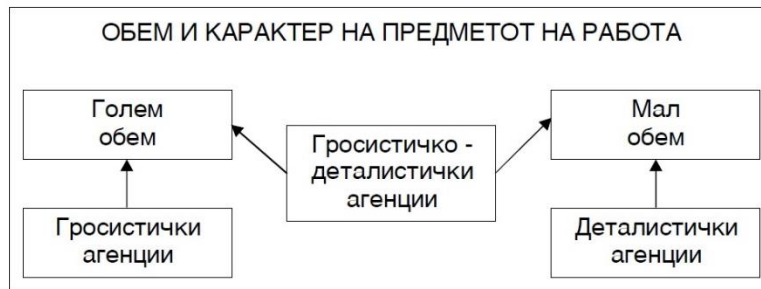 ОБЕМ И КАРАКТЕР НА ПРЕДМЕТОТ НА РАБОТА
Голем
обем
Гросистичко -
деталистички
агенции
Мал
обем
Гросистички
агенции
Деталистички
агенции